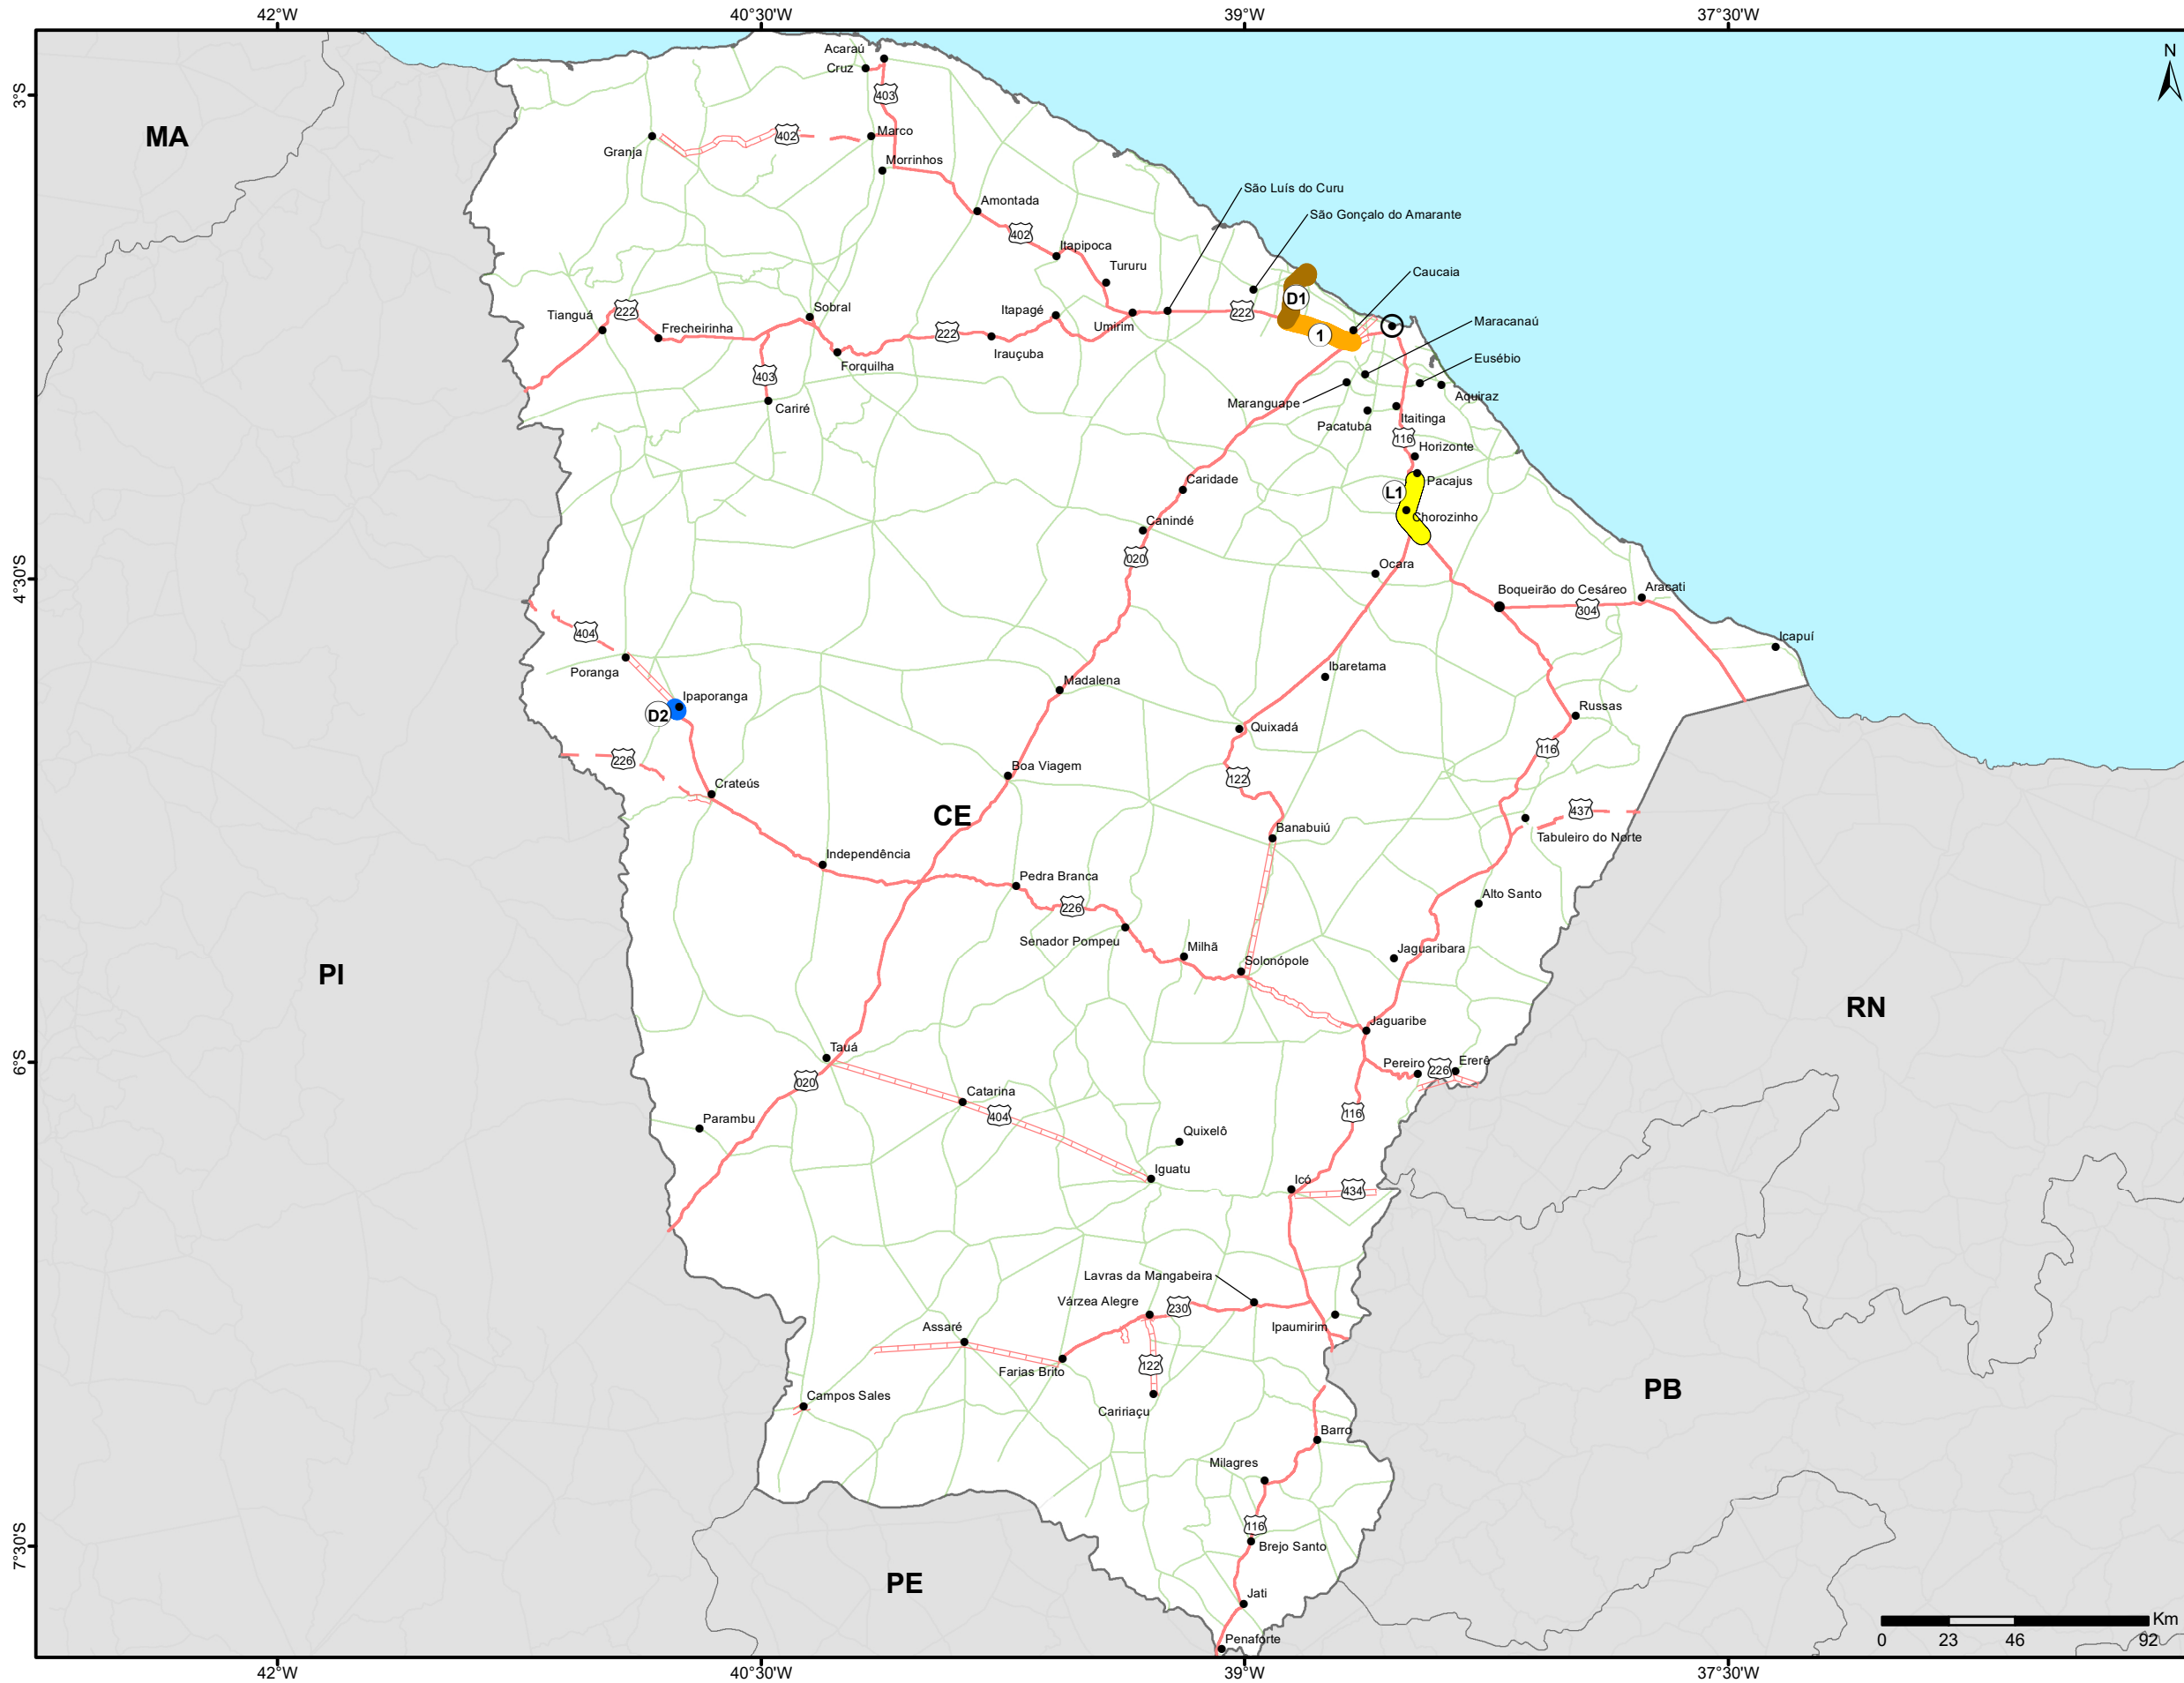 42°W
40°30'W
39°W
37°30'W
N
3°S
4°30'S
6°S
7°30'S
MA
Acaraú
Cruz
403
402
Marco
Granja
Morrinhos
São Luís do Curu
Amontada
São Gonçalo do Amarante
402
Itapipoca
Tururu
Caucaia
D1
222
Tianguá
Sobral
Itapagé
222
Umirim
Maracanaú
Frecheirinha
222
1
Irauçuba
Eusébio
Forquilha
403
Cariré
Maranguape
Aquiraz
Pacatuba
Itaitinga
116
Horizonte
Caridade
Pacajus
L1
Chorozinho
Canindé
020
Ocara
Boqueirão do Cesáreo
Aracati
304
404
Icapuí
Poranga
Ibaretama
Madalena
Ipaporanga
D2
Russas
Quixadá
116
226
Boa Viagem
122
Crateús
CE
437
Banabuiú
Tabuleiro do Norte
Independência
Pedra Branca
Alto Santo
226
Senador Pompeu
Milhã
Jaguaribara
Solonópole
PI
RN
Jaguaribe
Tauá
Pereiro
226
Ererê
020
Catarina
404
116
Parambu
Quixelô
Iguatu
Icó
434
Lavras da Mangabeira
Várzea Alegre
230
Assaré
Ipaumirim
122
Farias Brito
PB
Campos Sales
Caririaçu
Barro
Milagres
116
Brejo Santo
PE
Jati
Penaforte
Km
0
23
46
92
42°W
40°30'W
39°W
37°30'W